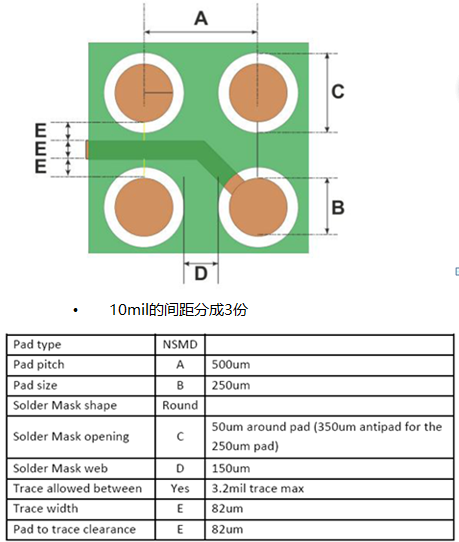 A
C
E
E
E
B
D
• 10mil的间距分成3份
Pad type NSMD
Pad pitch A 500um
Pad size B 250um
Solder Mask shape Round
Solder Mask opening C 50um around pad (350um antipad for the
250um pad)
Solder Mask web D 150um
Trace allowed between Yes 3.2mil trace max
Trace width E 82um
Pad to trace clearance E 82um